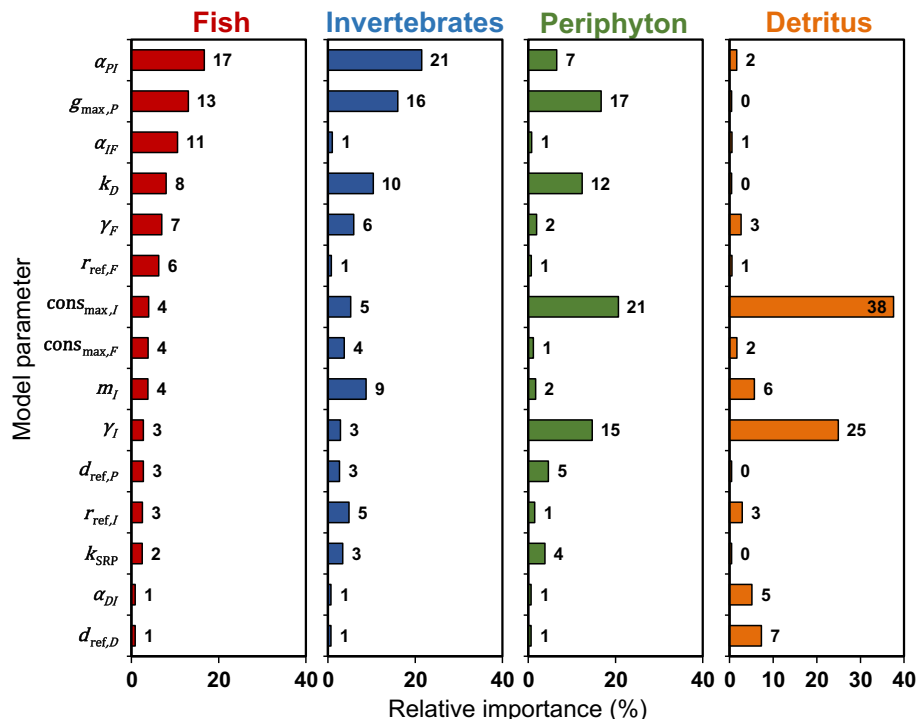 Fish Invertebrates Periphyton Detritus
α_PI 17 21 7 2
g_max,P 13 16 17 0
α_IF 11 1 1 1
k_D 8 10 12 0
γ_F 7 6 2 3
r_ref,F 6 1 1 1
cons_max,I 4 5 21 38
cons_max,F 4 4 1 2
m_I 4 9 2 6
γ_I 3 3 15 25
d_ref,P 3 3 5 0
r_ref,I 3 5 1 3
k_SRP 2 3 4 0
α_DI 1 1 1 5
d_ref,D 1 1 1 7
0 20 40 0 20 40 0 20 40 0 10 20 30 40
Model parameter
Relative importance (%)